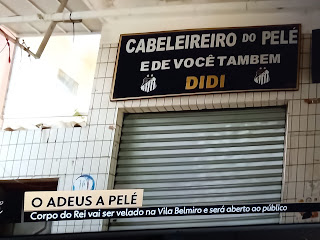 CABELEIREIRO DO PELÉ
E DE VOCÊ TAMBEM
DIDI
O ADEUS A PELÉ
Corpo do Rei vai ser velado na Vila Belmiro e será aberto ao público